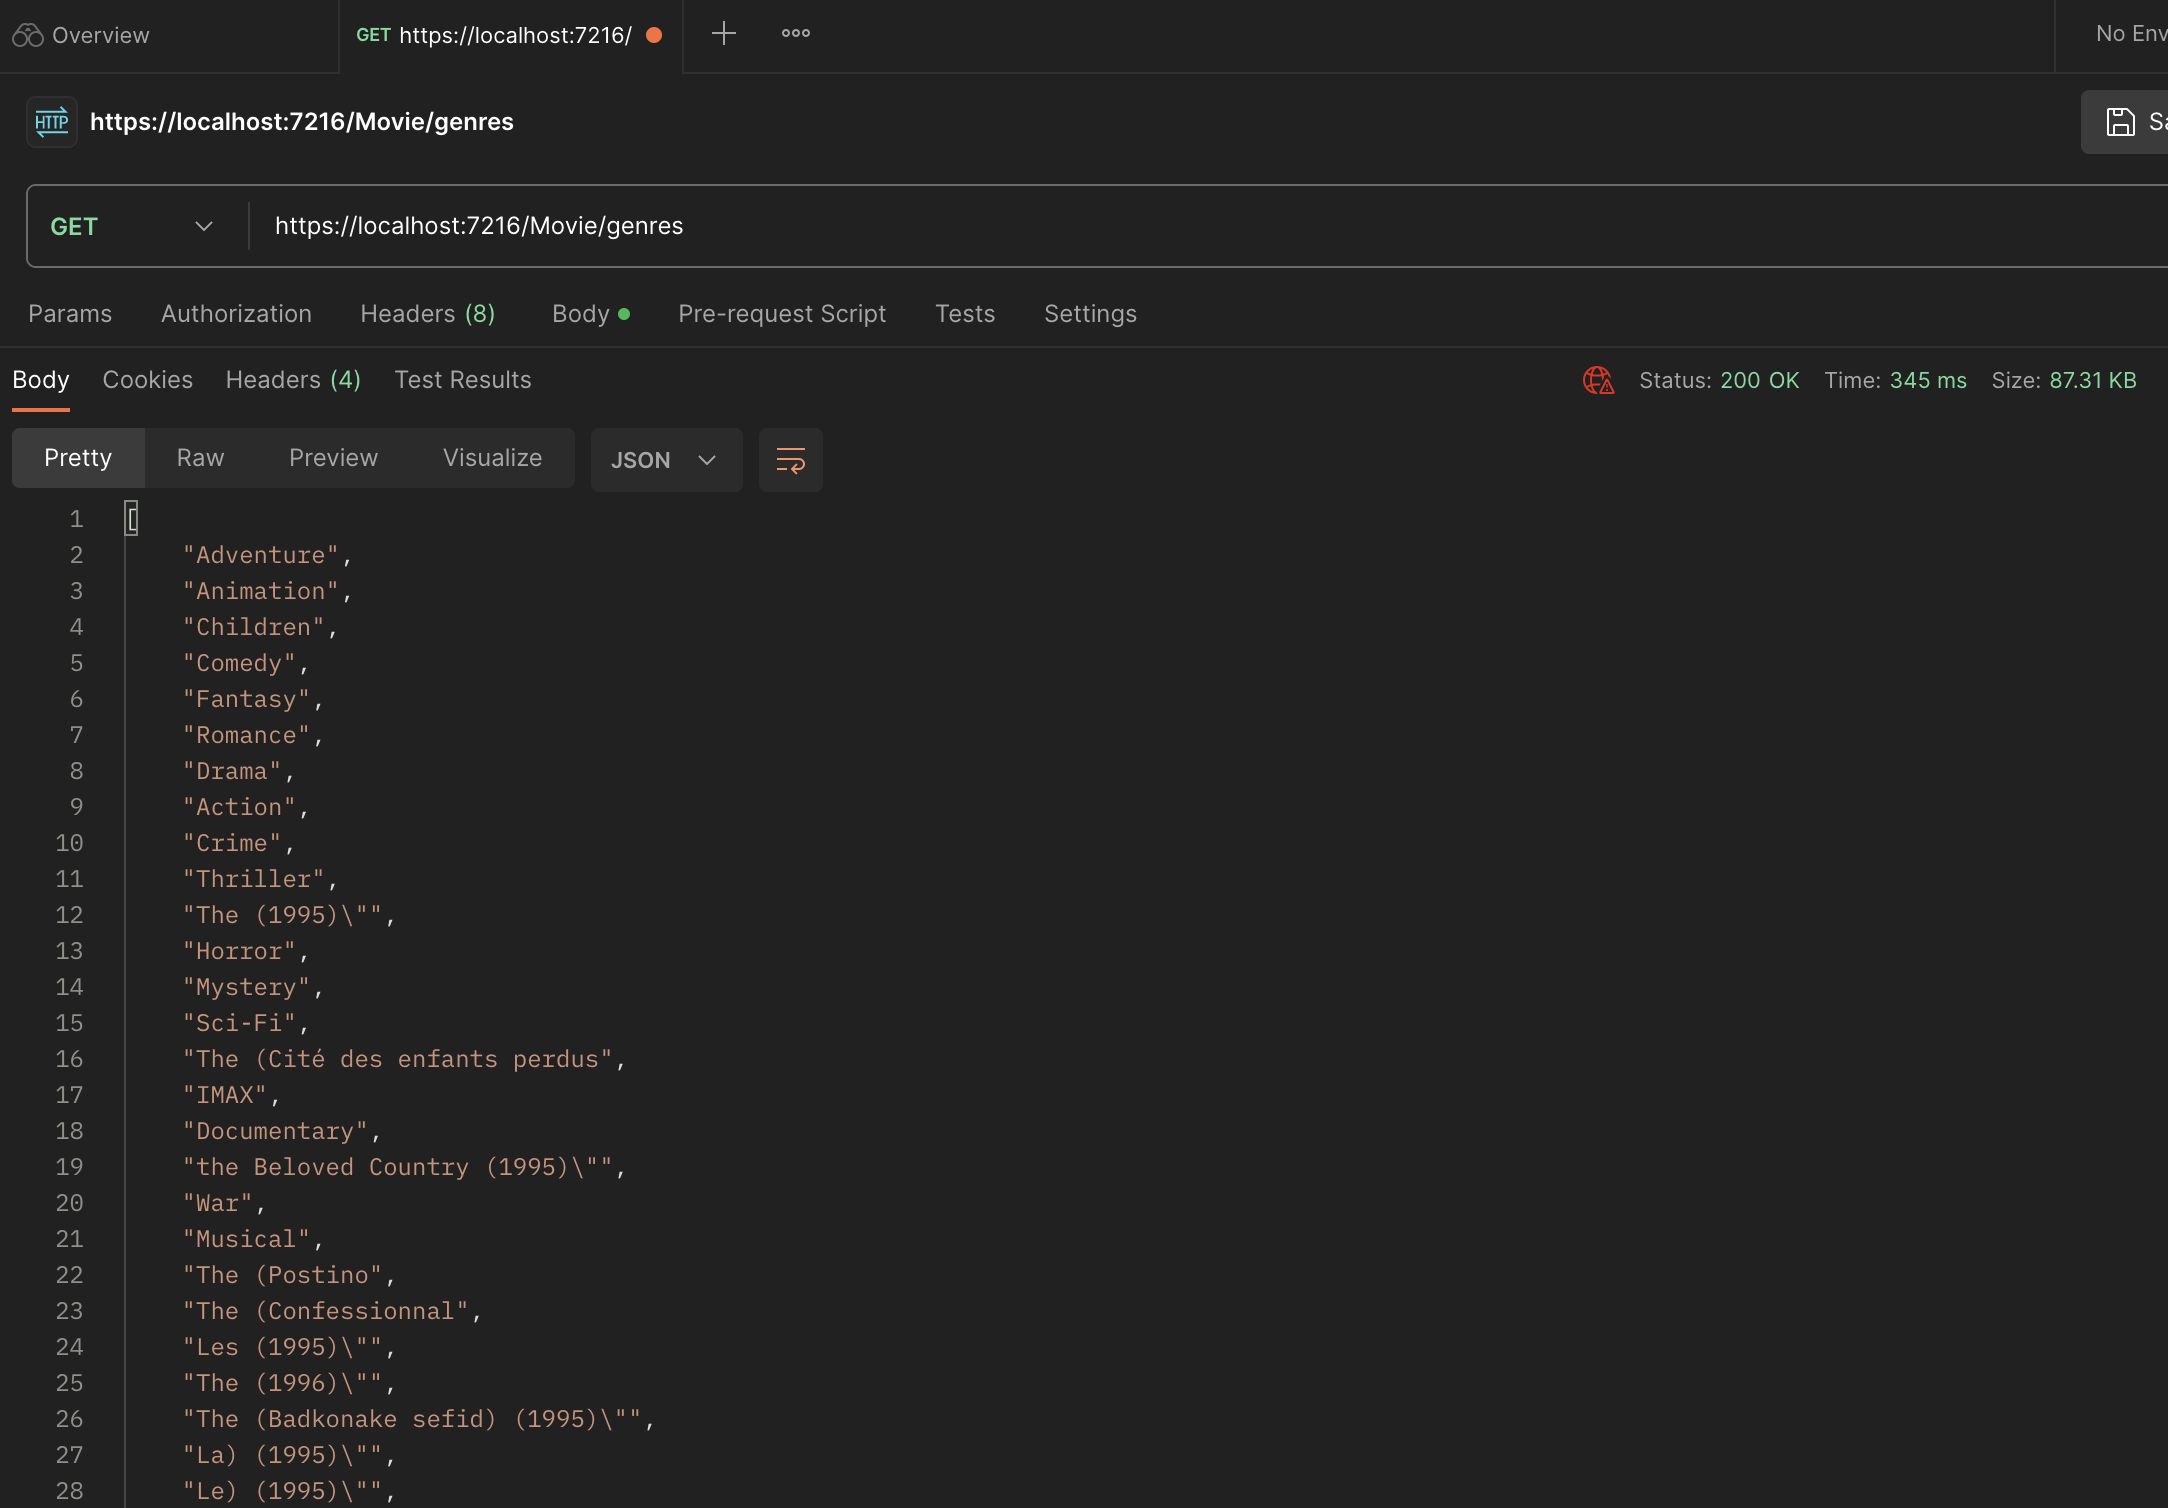 Overview
GET https://localhost:7216/
No Env
HTTP https://localhost:7216/Movie/genres
Sa
GET https://localhost:7216/Movie/genres
Params Authorization Headers (8) Body Pre-request Script Tests Settings
Body Cookies Headers (4) Test Results Status: 200 OK Time: 345 ms Size: 87.31 KB
Pretty Raw Preview Visualize JSON
1 [
2 "Adventure",
3 "Animation",
4 "Children",
5 "Comedy",
6 "Fantasy",
7 "Romance",
8 "Drama",
9 "Action",
10 "Crime",
11 "Thriller",
12 "The (1995)\"",
13 "Horror",
14 "Mystery",
15 "Sci-Fi",
16 "The (Cité des enfants perdus",
17 "IMAX",
18 "Documentary",
19 "the Beloved Country (1995)\"",
20 "War",
21 "Musical",
22 "The (Postino",
23 "The (Confessionnal",
24 "Les (1995)\"",
25 "The (1996)\"",
26 "The (Badkonake sefid) (1995)\"",
27 "La) (1995)\"",
28 "Le) (1995)\"",